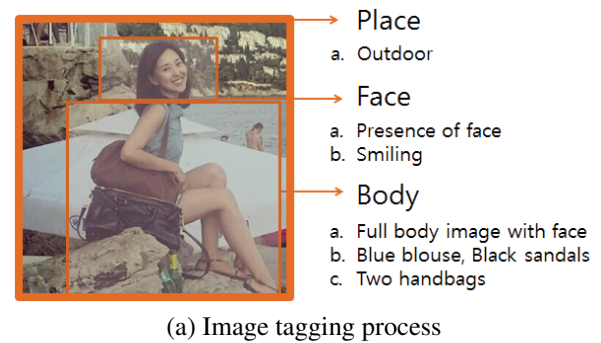 Place
a. Outdoor
Face
a. Presence of face
b. Smiling
Body
a. Full body image with face
b. Blue blouse, Black sandals
c. Two handbags
(a) Image tagging process